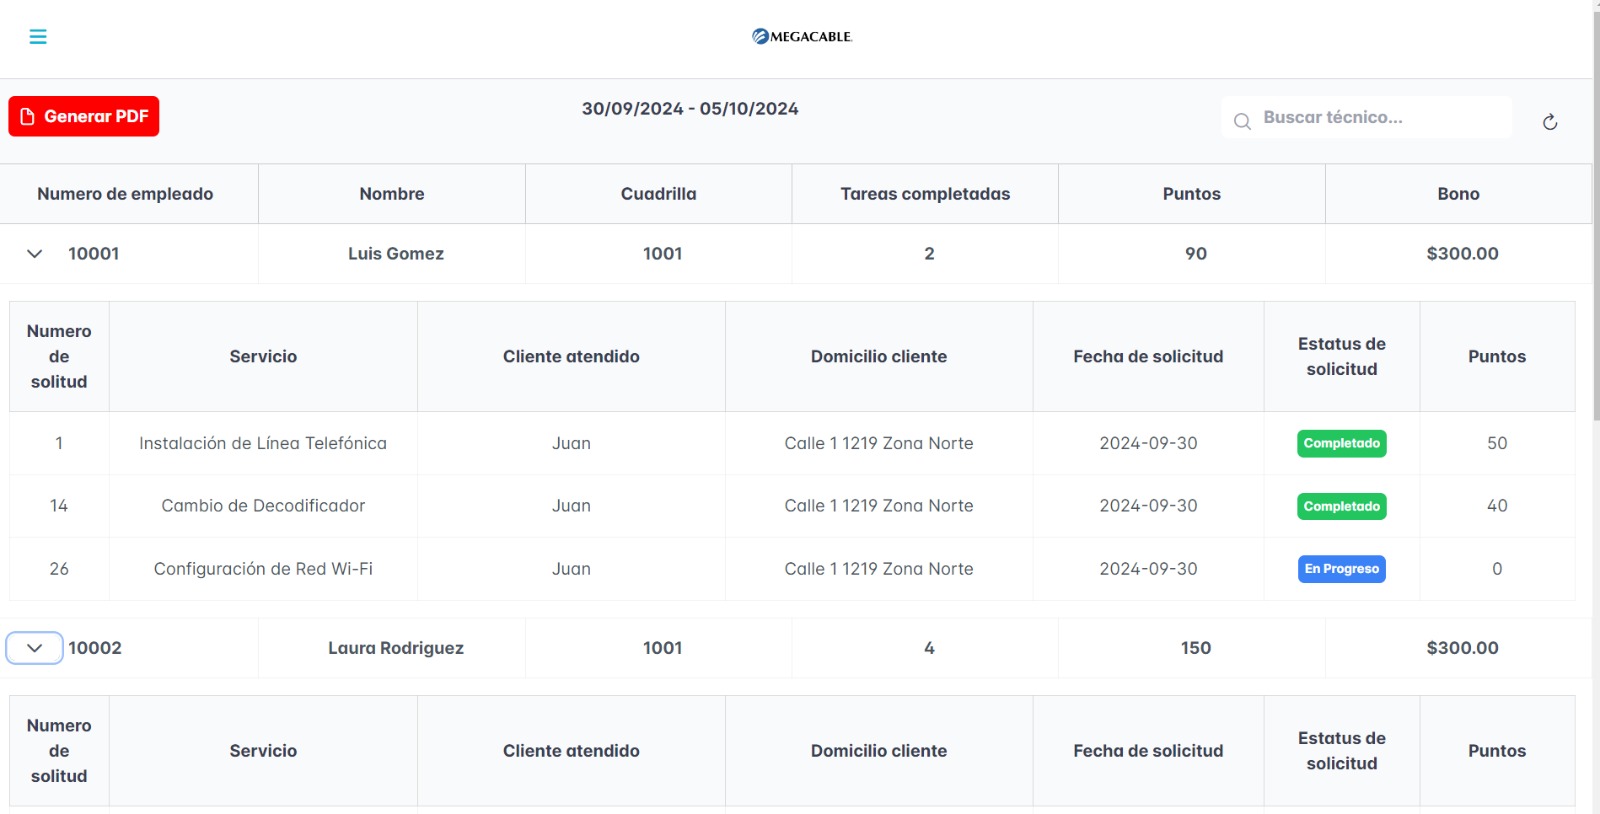 MEGACABLE.
Generar PDF
30/09/2024 - 05/10/2024
Buscar técnico...
Numero de empleado Nombre Cuadrilla Tareas completadas Puntos Bono
10001 Luis Gomez 1001 2 90 $300.00
Numero de solitud Servicio Cliente atendido Domicilio cliente Fecha de solicitud Estatus de solicitud Puntos
1 Instalación de Línea Telefónica Juan Calle 1 1219 Zona Norte 2024-09-30 Completado 50
14 Cambio de Decodificador Juan Calle 1 1219 Zona Norte 2024-09-30 Completado 40
26 Configuración de Red Wi-Fi Juan Calle 1 1219 Zona Norte 2024-09-30 En Progreso 0
10002 Laura Rodriguez 1001 4 150 $300.00
Numero de solitud Servicio Cliente atendido Domicilio cliente Fecha de solicitud Estatus de solicitud Puntos